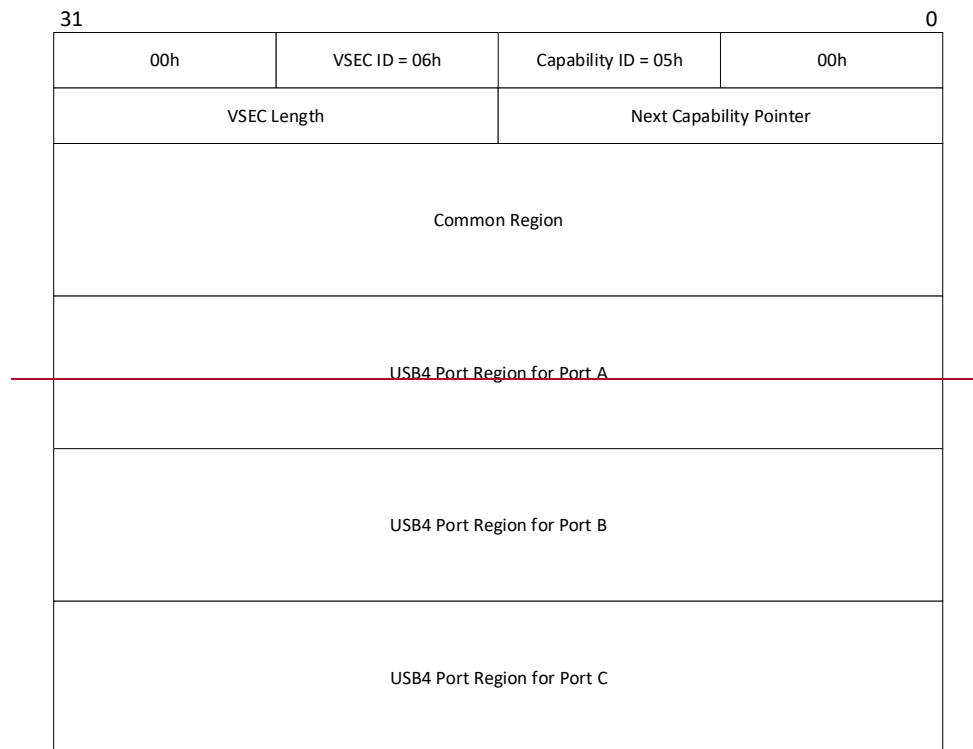 31 0
00h VSEC ID = 06h Capability ID = 05h 00h
VSEC Length Next Capability Pointer
Common Region
USB4 Port Region for Port A
USB4 Port Region for Port B
USB4 Port Region for Port C